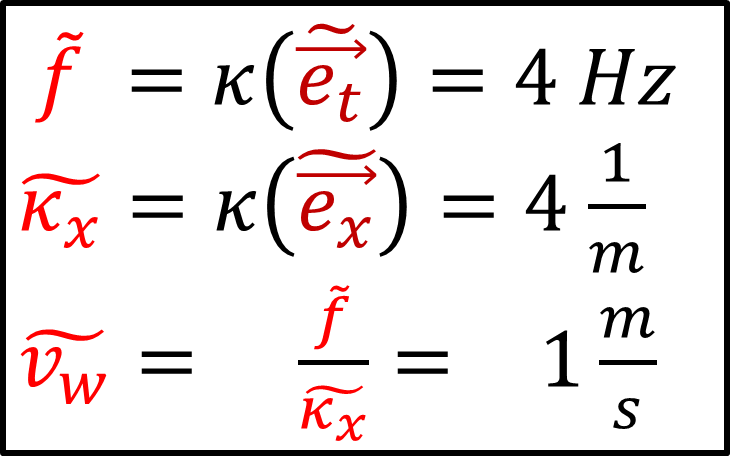 f̃ = κ(ẽ⃗ₜ) = 4 Hz
κ̃ₓ = κ(ẽ⃗ₓ) = 4 1/m
ṽ_w = f̃/κ̃ₓ = 1 m/s